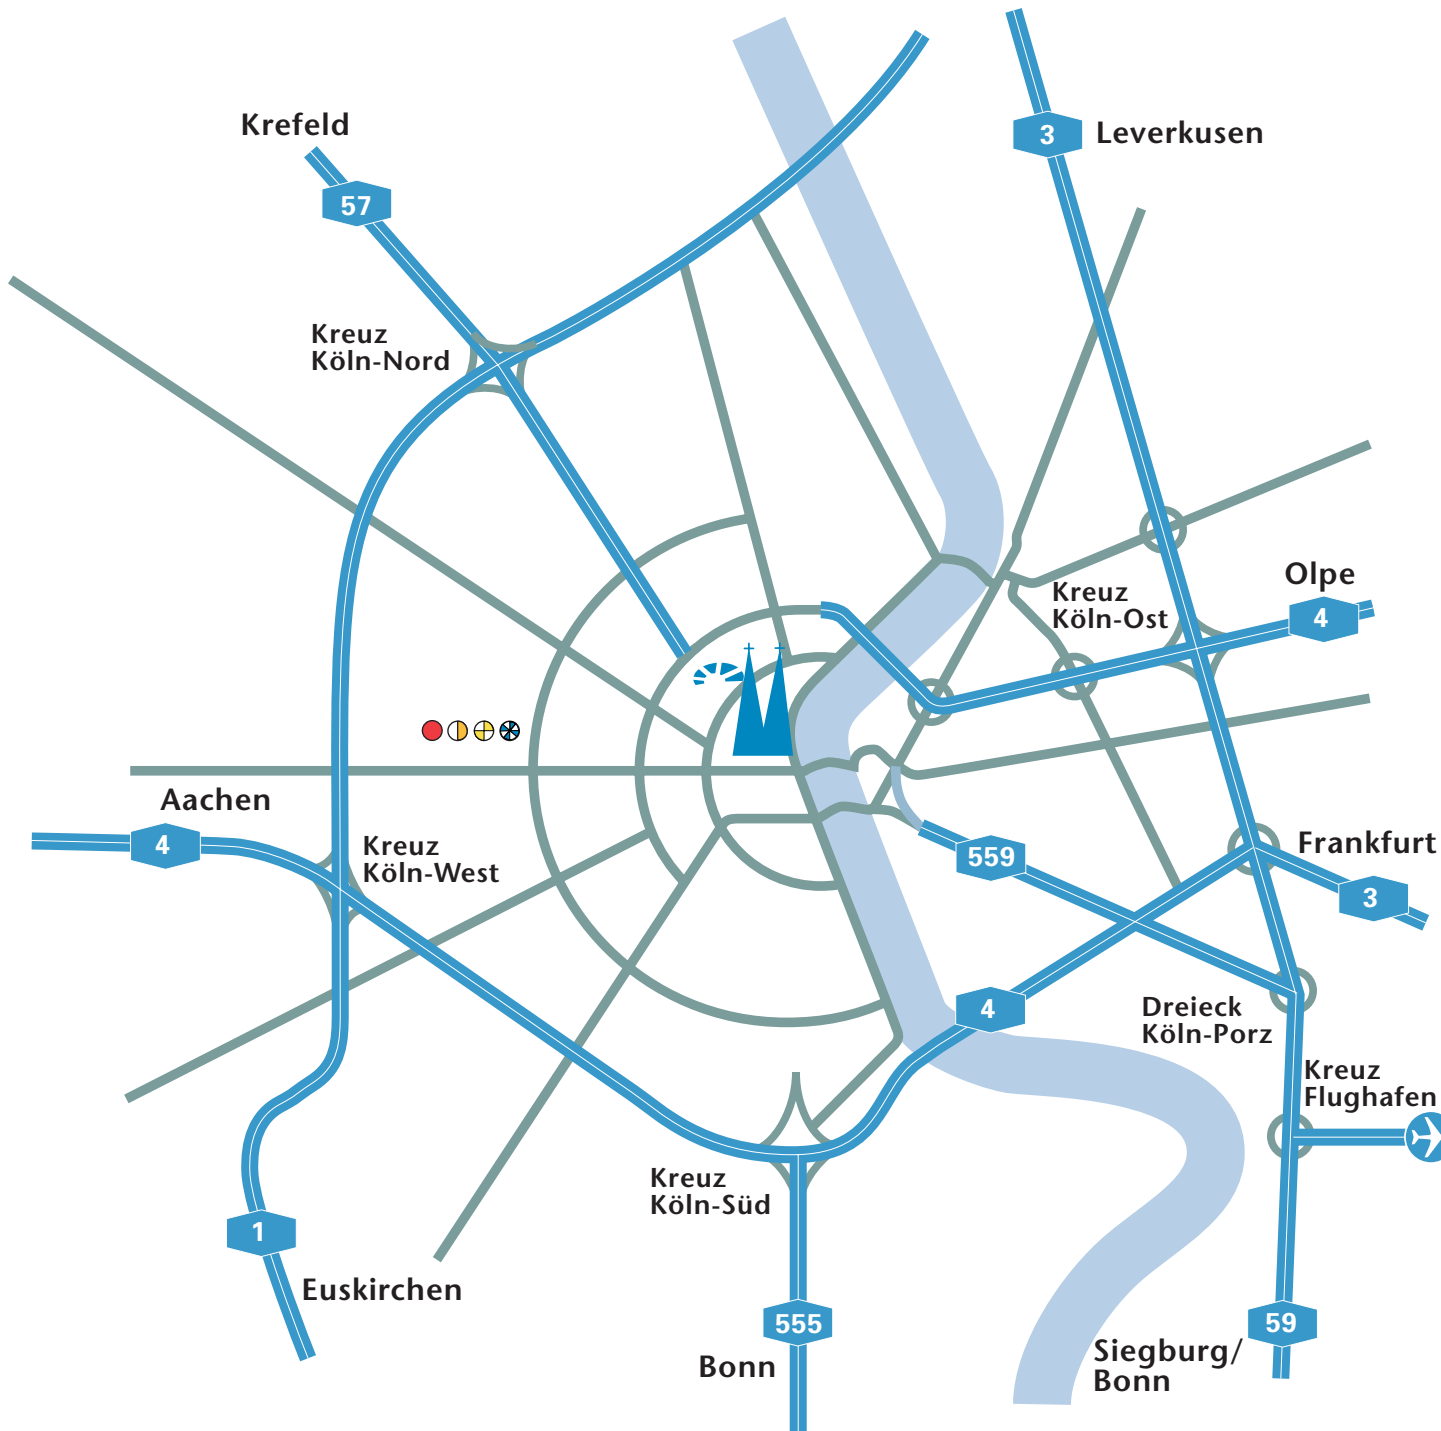 Krefeld
57
3
Leverkusen
Kreuz
Köln-Nord
Olpe
4
Kreuz
Köln-Ost
Aachen
4
Kreuz
Köln-West
559
Frankfurt
3
4
Dreieck
Köln-Porz
Kreuz
Flughafen
Kreuz
Köln-Süd
1
Euskirchen
555
Bonn
59
Siegburg/
Bonn